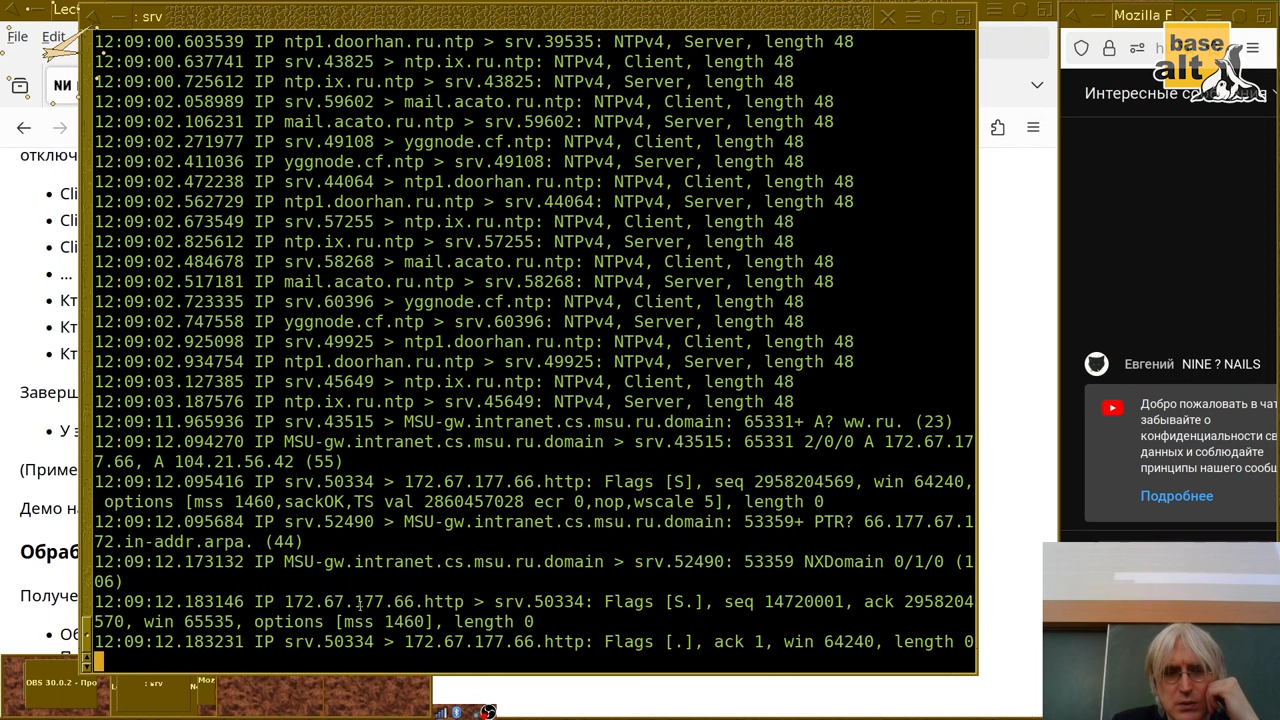 Lec
: srv
Mozilla F
File Edit
base
alt
Интересные со
отключ
• Cli
• Cli
• Cli
• ...
• Кт
• Кт
• Кт
Заверш
• У з
(Приме
Демо на
Обраб
Получе
• Об
12:09:00.603539 IP ntp1.doorhan.ru.ntp > srv.39535: NTPv4, Server, length 48
12:09:00.637741 IP srv.43825 > ntp.ix.ru.ntp: NTPv4, Client, length 48
12:09:00.725612 IP ntp.ix.ru.ntp > srv.43825: NTPv4, Server, length 48
12:09:02.058989 IP srv.59602 > mail.acato.ru.ntp: NTPv4, Client, length 48
12:09:02.106231 IP mail.acato.ru.ntp > srv.59602: NTPv4, Server, length 48
12:09:02.271977 IP srv.49108 > yggnode.cf.ntp: NTPv4, Client, length 48
12:09:02.411036 IP yggnode.cf.ntp > srv.49108: NTPv4, Server, length 48
12:09:02.472238 IP srv.44064 > ntp1.doorhan.ru.ntp: NTPv4, Client, length 48
12:09:02.562729 IP ntp1.doorhan.ru.ntp > srv.44064: NTPv4, Server, length 48
12:09:02.673549 IP srv.57255 > ntp.ix.ru.ntp: NTPv4, Client, length 48
12:09:02.825612 IP ntp.ix.ru.ntp > srv.57255: NTPv4, Server, length 48
12:09:02.484678 IP srv.58268 > mail.acato.ru.ntp: NTPv4, Client, length 48
12:09:02.517181 IP mail.acato.ru.ntp > srv.58268: NTPv4, Server, length 48
12:09:02.723335 IP srv.60396 > yggnode.cf.ntp: NTPv4, Client, length 48
12:09:02.747558 IP yggnode.cf.ntp > srv.60396: NTPv4, Server, length 48
12:09:02.925098 IP srv.49925 > ntp1.doorhan.ru.ntp: NTPv4, Client, length 48
12:09:02.934754 IP ntp1.doorhan.ru.ntp > srv.49925: NTPv4, Server, length 48
12:09:03.127385 IP srv.45649 > ntp.ix.ru.ntp: NTPv4, Client, length 48
12:09:03.187576 IP ntp.ix.ru.ntp > srv.45649: NTPv4, Server, length 48
12:09:11.965936 IP srv.43515 > MSU-gw.intranet.cs.msu.ru.domain: 65331+ A? ww.ru. (23)
12:09:12.094270 IP MSU-gw.intranet.cs.msu.ru.domain > srv.43515: 65331 2/0/0 A 172.67.17
7.66, A 104.21.56.42 (55)
12:09:12.095416 IP srv.50334 > 172.67.177.66.http: Flags [S], seq 2958204569, win 64240,
options [mss 1460,sackOK,TS val 2860457028 ecr 0,nop,wscale 5], length 0
12:09:12.095684 IP srv.52490 > MSU-gw.intranet.cs.msu.ru.domain: 53359+ PTR? 66.177.67.1
72.in-addr.arpa. (44)
12:09:12.173132 IP MSU-gw.intranet.cs.msu.ru.domain > srv.52490: 53359 NXDomain 0/1/0 (1
06)
12:09:12.183146 IP 172.67.177.66.http > srv.50334: Flags [S.], seq 14720001, ack 2958204
570, win 65535, options [mss 1460], length 0
12:09:12.183231 IP srv.50334 > 172.67.177.66.http: Flags [.], ack 1, win 64240, length 0
Евгений NINE ? NAILS
Добро пожаловать в чат
забывайте о
конфиденциальности св
данных и соблюдайте
принципы нашего сообщ
Подробнее
OBS 30.0.2 - Про
: srv
Moz